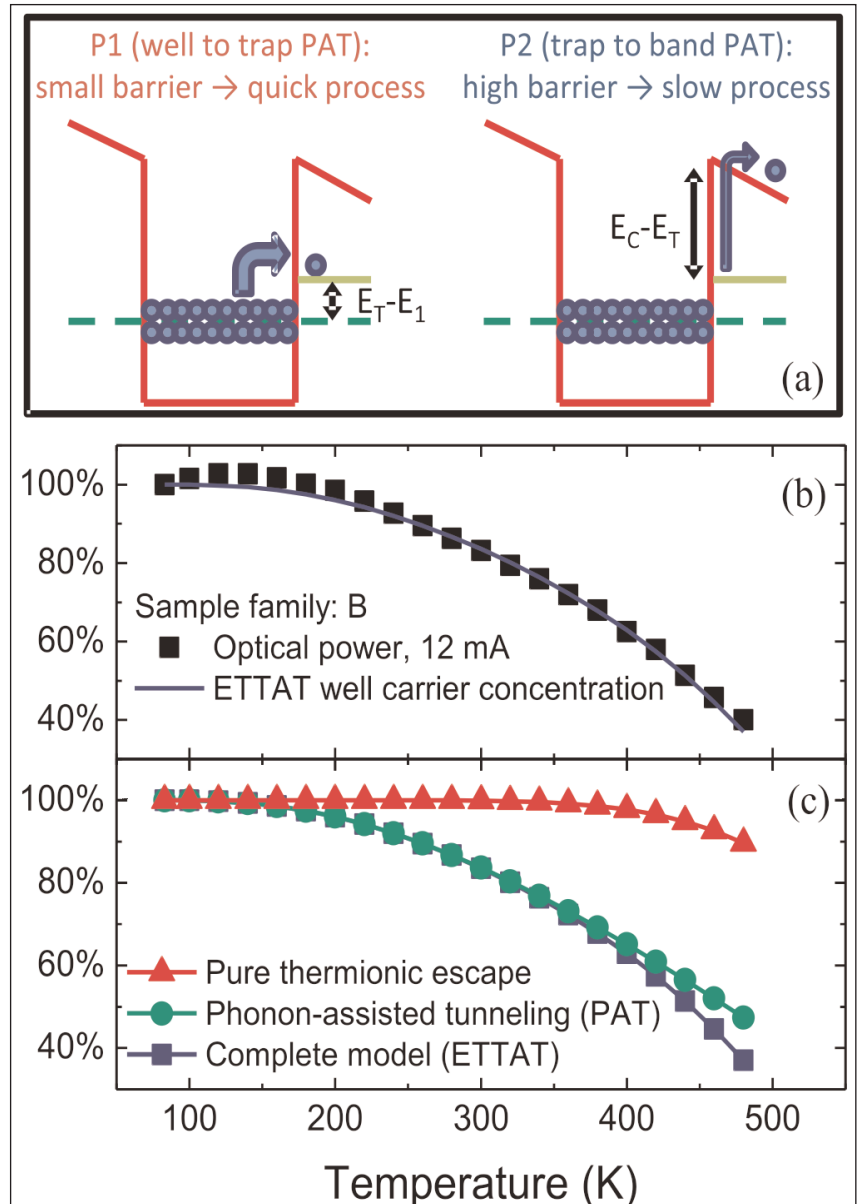 P1 (well to trap PAT):
small barrier → quick process
P2 (trap to band PAT):
high barrier → slow process
E_T-E_1
E_C-E_T
(a)
100%
80%
60%
40%
(b)
Sample family: B
Optical power, 12 mA
ETTAT well carrier concentration
100%
80%
60%
40%
(c)
Pure thermionic escape
Phonon-assisted tunneling (PAT)
Complete model (ETTAT)
100 200 300 400 500
Temperature (K)